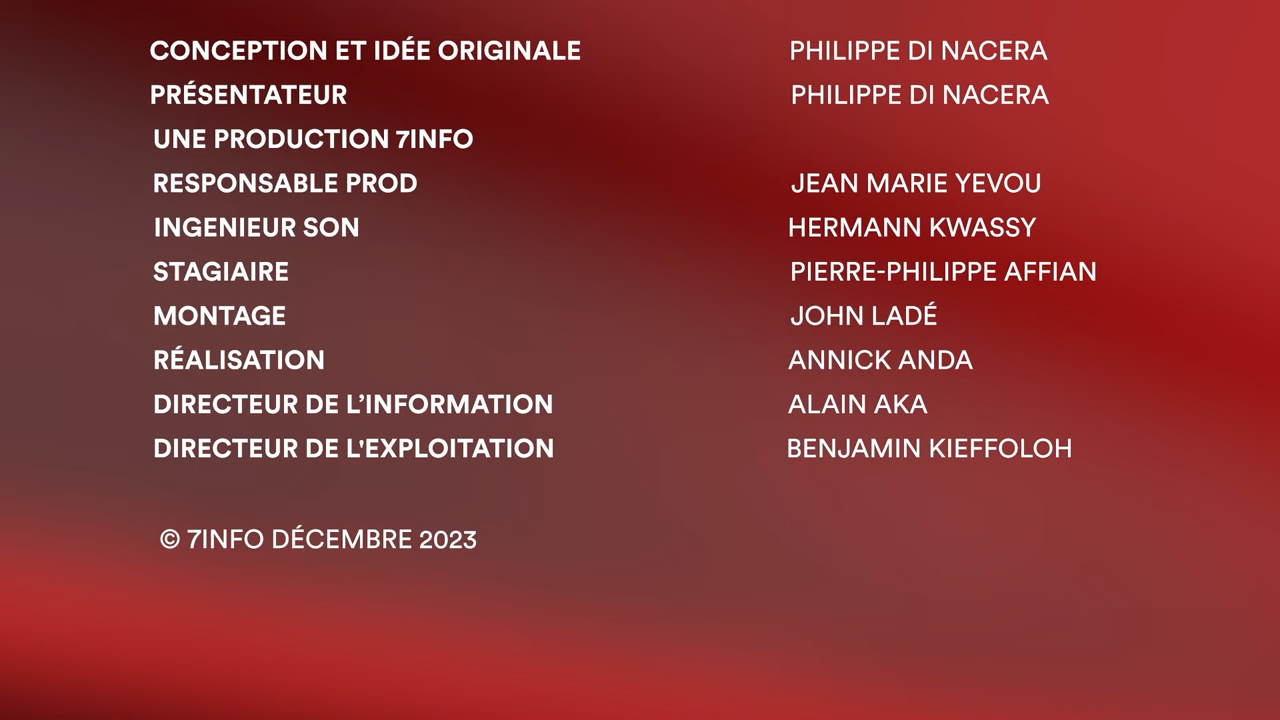 CONCEPTION ET IDÉE ORIGINALE PHILIPPE DI NACERA
PRÉSENTATEUR PHILIPPE DI NACERA
UNE PRODUCTION 7INFO
RESPONSABLE PROD JEAN MARIE YEVOU
INGENIEUR SON HERMANN KWASSY
STAGIAIRE PIERRE-PHILIPPE AFFIAN
MONTAGE JOHN LADÉ
RÉALISATION ANNICK ANDA
DIRECTEUR DE L’INFORMATION ALAIN AKA
DIRECTEUR DE L'EXPLOITATION BENJAMIN KIEFFOLOH
© 7INFO DÉCEMBRE 2023